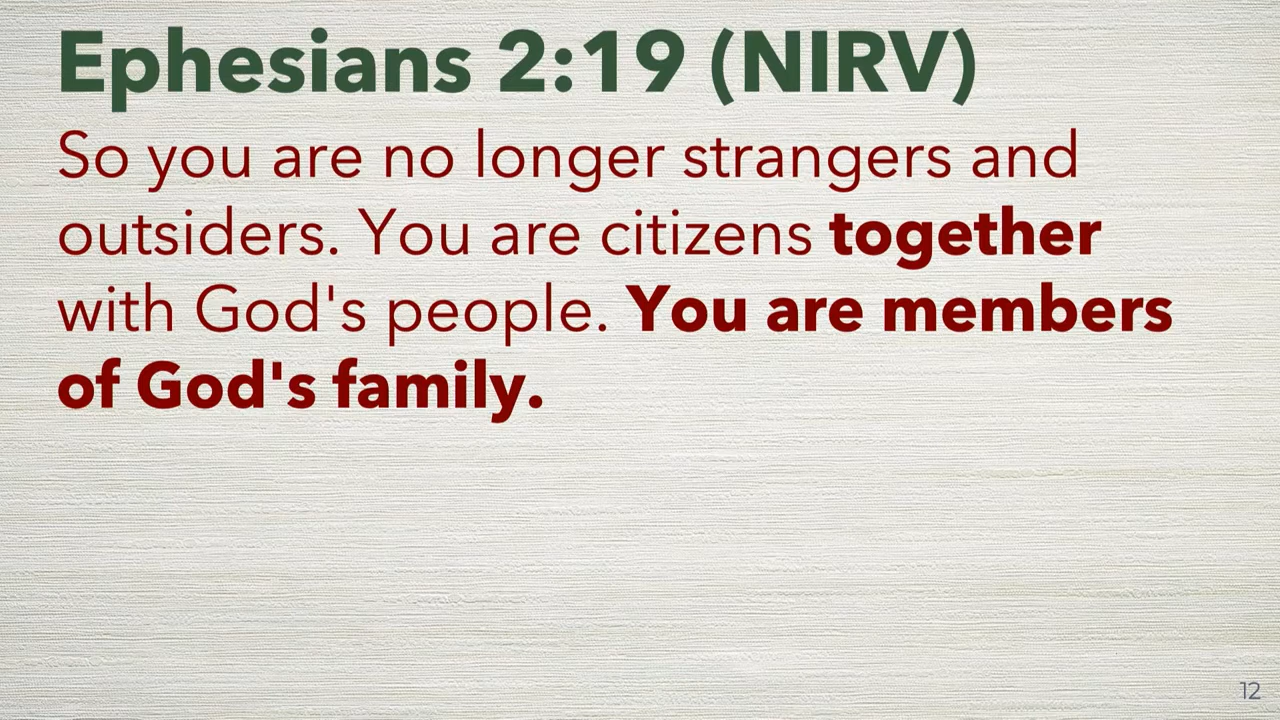 Ephesians 2:19 (NIRV)
So you are no longer strangers and
outsiders. You are citizens together
with God's people. You are members
of God's family.
12